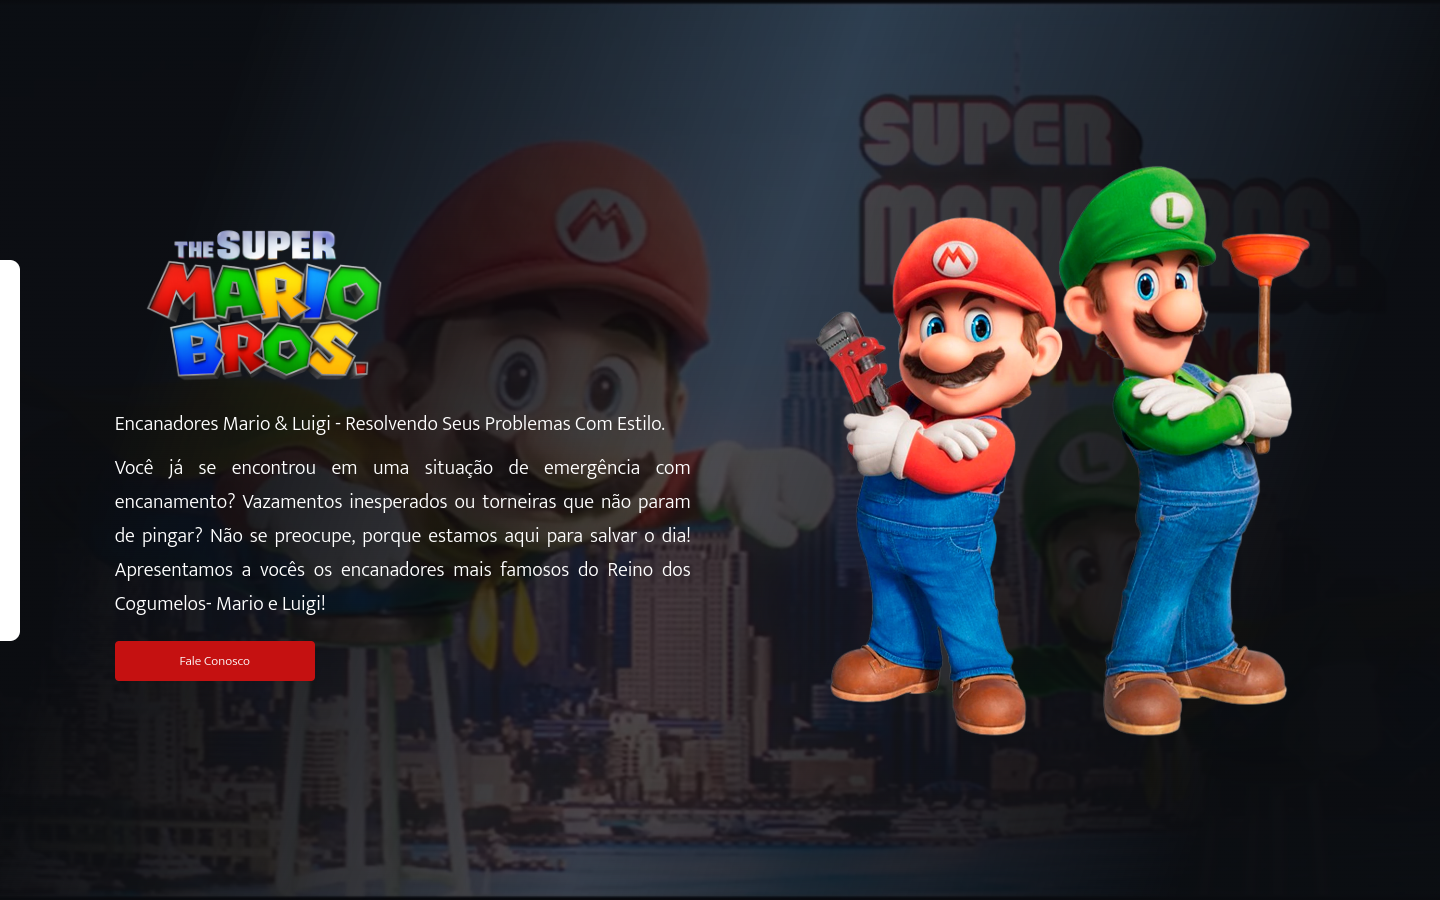 SUPER
MARIO BROS.
THE SUPER
MARIO
BROS.
M
M
L
Encanadores Mario & Luigi - Resolvendo Seus Problemas Com Estilo.
Você já se encontrou em uma situação de emergência com
encanamento? Vazamentos inesperados ou torneiras que não param
de pingar? Não se preocupe, porque estamos aqui para salvar o dia!
Apresentamos a vocês os encanadores mais famosos do Reino dos
Cogumelos- Mario e Luigi!
Fale Conosco